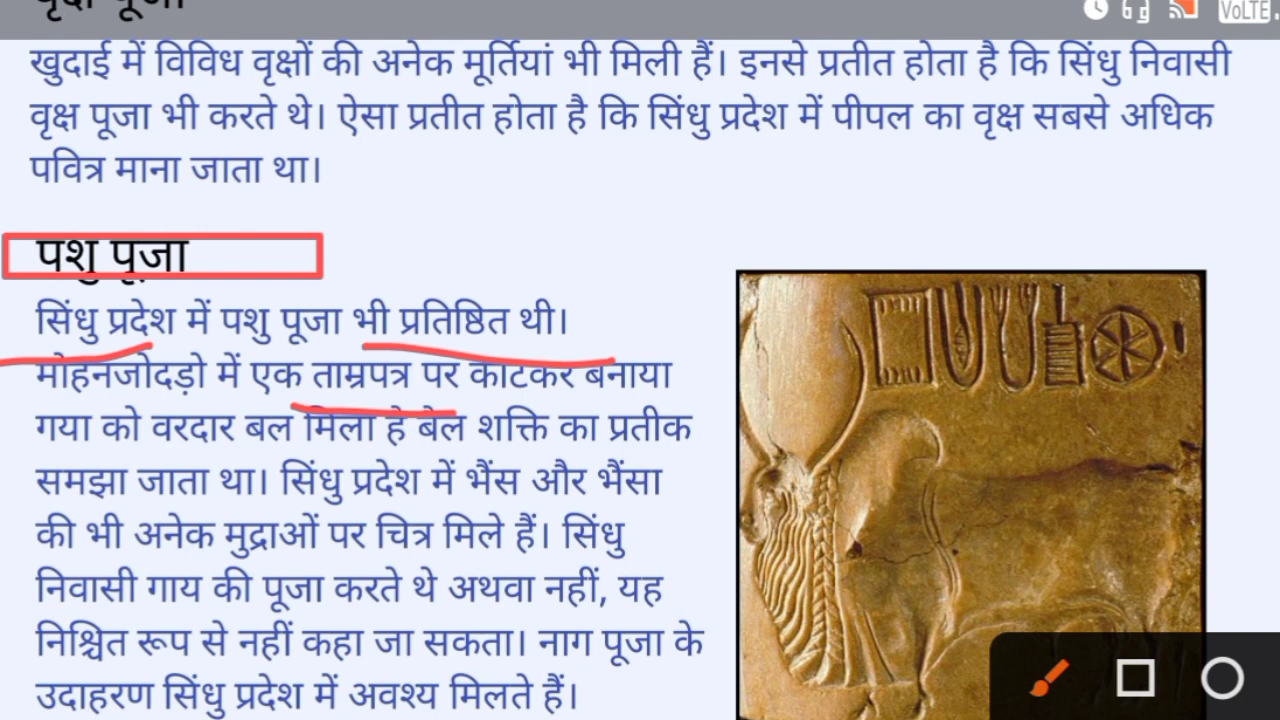 वृक्ष पूजा
VoLTE
खुदाई में विविध वृक्षों की अनेक मूर्तियां भी मिली हैं। इनसे प्रतीत होता है कि सिंधु निवासी
वृक्ष पूजा भी करते थे। ऐसा प्रतीत होता है कि सिंधु प्रदेश में पीपल का वृक्ष सबसे अधिक
पवित्र माना जाता था।
पशु पूजा
सिंधु प्रदेश में पशु पूजा भी प्रतिष्ठित थी।
मोहनजोदड़ो में एक ताम्रपत्र पर काटकर बनाया
गया को वरदार बल मिला है बैल शक्ति का प्रतीक
समझा जाता था। सिंधु प्रदेश में भैंस और भैंसा
की भी अनेक मुद्राओं पर चित्र मिले हैं। सिंधु
निवासी गाय की पूजा करते थे अथवा नहीं, यह
निश्चित रूप से नहीं कहा जा सकता। नाग पूजा के
उदाहरण सिंधु प्रदेश में अवश्य मिलते हैं।